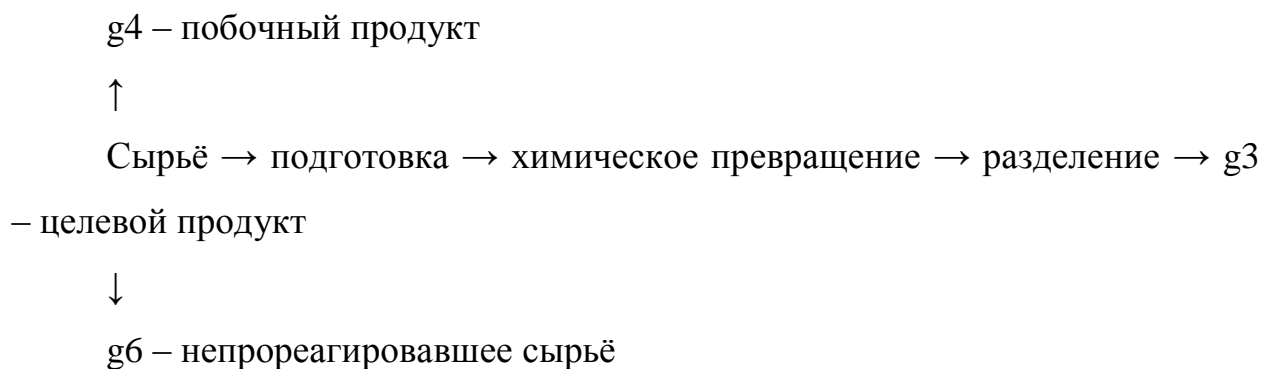 g4 – побочный продукт
↑
Сырьё → подготовка → химическое превращение → разделение → g3
– целевой продукт
↓
g6 – непрореагировавшее сырьё